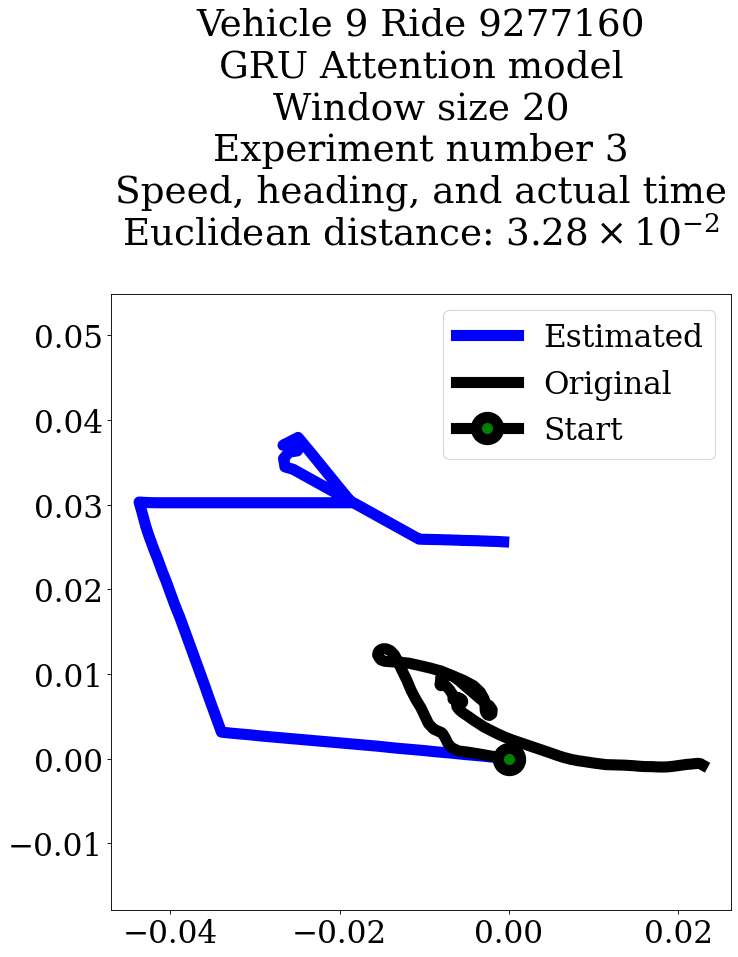 Vehicle 9 Ride 9277160
GRU Attention model
Window size 20
Experiment number 3
Speed, heading, and actual time
Euclidean distance: 3.28 × 10⁻²
Estimated
Original
Start
0.05
0.04
0.03
0.02
0.01
0.00
−0.01
−0.04
−0.02
0.00
0.02